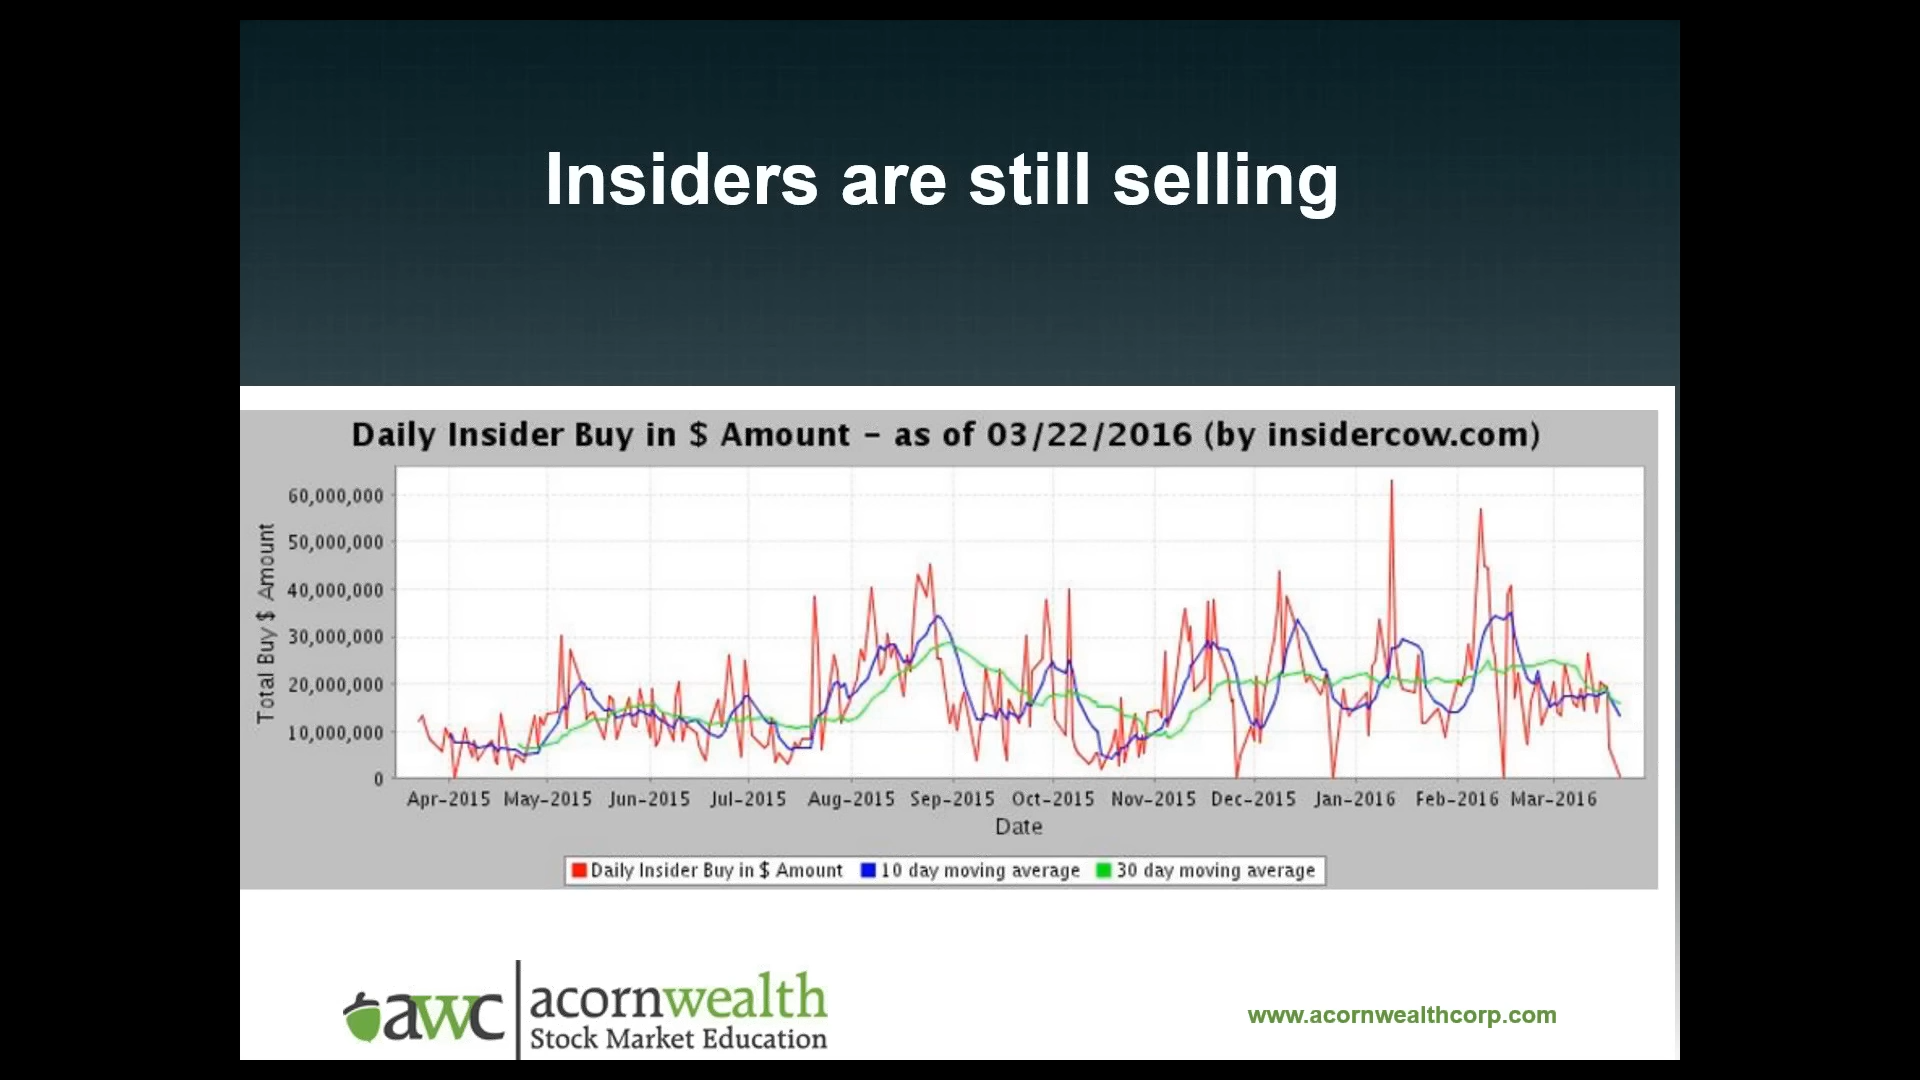 Insiders are still selling
Daily Insider Buy in $ Amount - as of 03/22/2016 (by insidercow.com)
Total Buy $ Amount
60,000,000
50,000,000
40,000,000
30,000,000
20,000,000
10,000,000
0
Apr-2015 May-2015 Jun-2015 Jul-2015 Aug-2015 Sep-2015 Oct-2015 Nov-2015 Dec-2015 Jan-2016 Feb-2016 Mar-2016
Date
Daily Insider Buy in $ Amount 10 day moving average 30 day moving average
awc acornwealth
Stock Market Education
www.acornwealthcorp.com